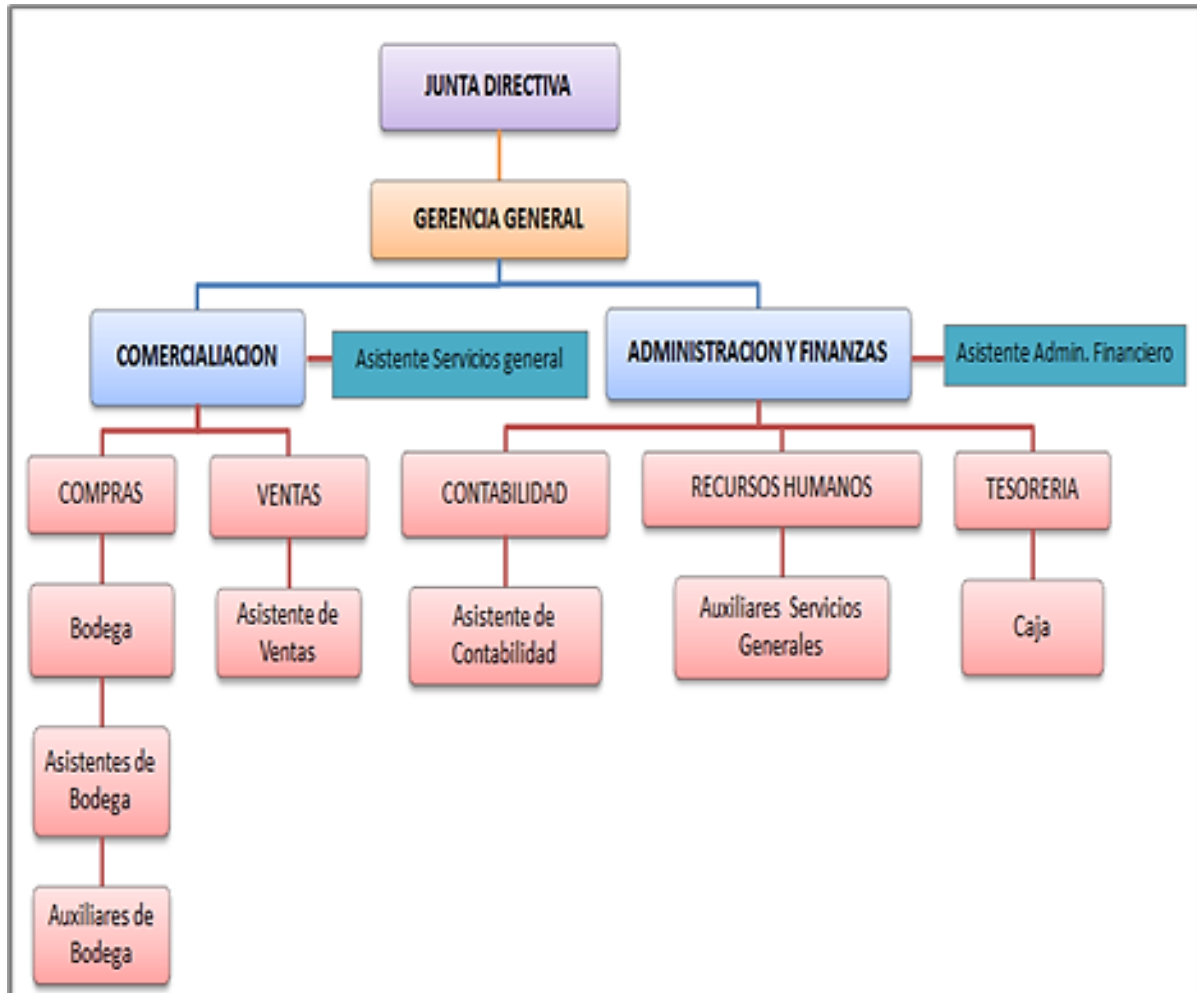 JUNTA DIRECTIVA
GERENCIA GENERAL
COMERCIALIACION
Asistente Servicios general
ADMINISTRACION Y FINANZAS
Asistente Admin. Financiero
COMPRAS
VENTAS
CONTABILIDAD
RECURSOS HUMANOS
TESORERIA
Bodega
Asistente de
Ventas
Asistente de
Contabilidad
Auxiliares Servicios
Generales
Caja
Asistentes de
Bodega
Auxiliares de
Bodega